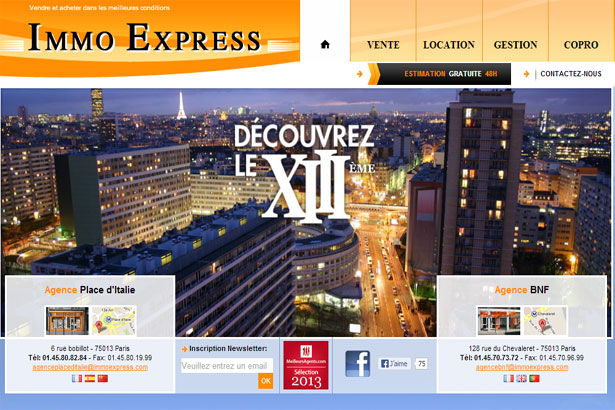 Vendre et acheter dans les meilleures conditions
IMMO EXPRESS
VENTE
LOCATION
GESTION
COPRO
ESTIMATION GRATUITE 48H
CONTACTEZ-NOUS
DÉCOUVREZ
LE XIIIÈME
Agence Place d'Italie
6 rue bobillot - 75013 Paris
Tél: 01.45.80.82.84 - Fax: 01.45.80.19.99
agenceplaceditalie@immoexpress.com
Inscription Newsletter:
Veuillez entrez un email
OK
MeilleursAgents.com
Sélection
2013
J'aime
75
Agence BNF
Chevaleret
128 rue du Chevaleret - 75013 Paris
Tél: 01.45.70.73.72 - Fax: 01.45.70.96.99
agencebnf@immoexpress.com